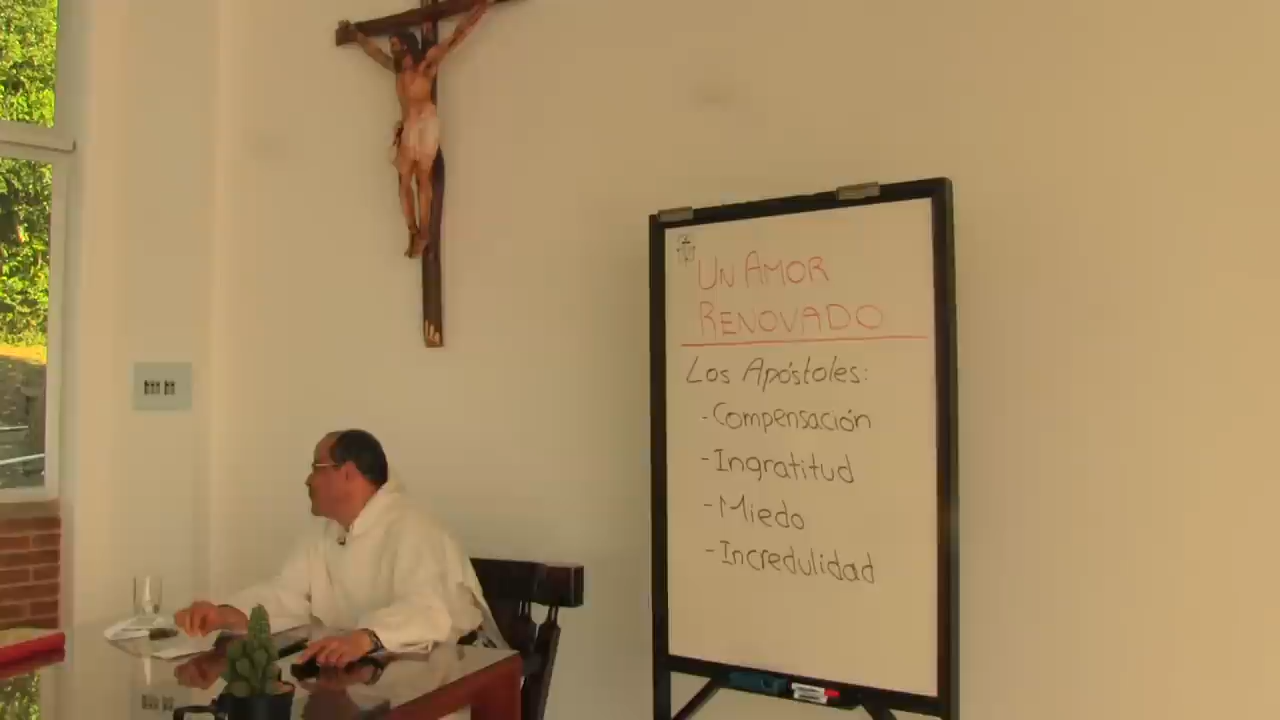 UN AMOR
RENOVADO
Los Apóstoles:
-Compensación
-Ingratitud
-Miedo
-Incredulidad